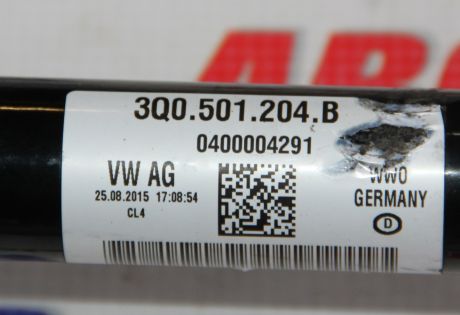 3Q0.501.204.B
0400004291
VW AG
25.08.2015 17:08:54
CL4
WWO
GERMANY
D